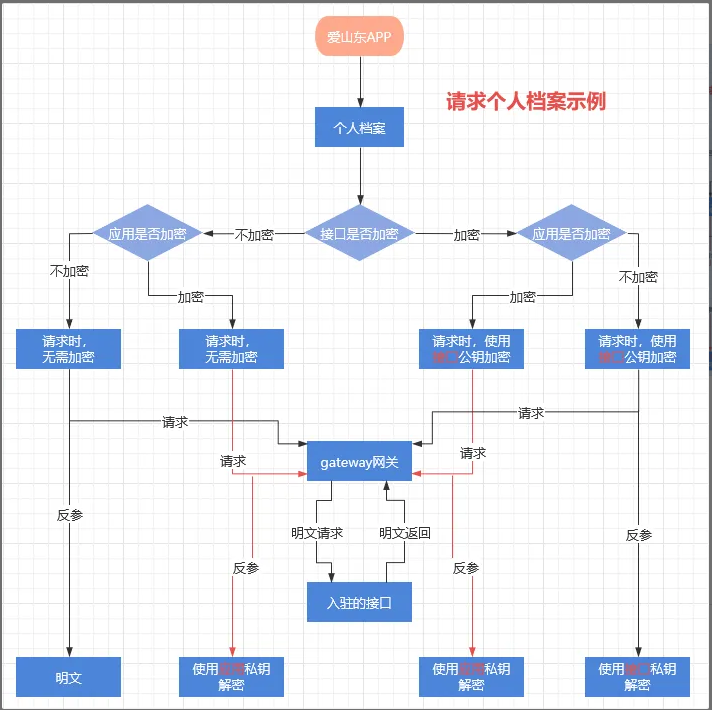 爱山东APP
请求个人档案示例
个人档案
应用是否加密
不加密
接口是否加密
加密
应用是否加密
不加密
加密
加密
不加密
请求时，
无需加密
请求时，
无需加密
请求时，使用
接口公钥加密
请求时，使用
接口公钥加密
请求
请求
请求
gateway网关
请求
反参
明文请求
明文返回
反参
反参
反参
入驻的接口
明文
使用应用私钥
解密
使用应用私钥
解密
使用接口私钥
解密